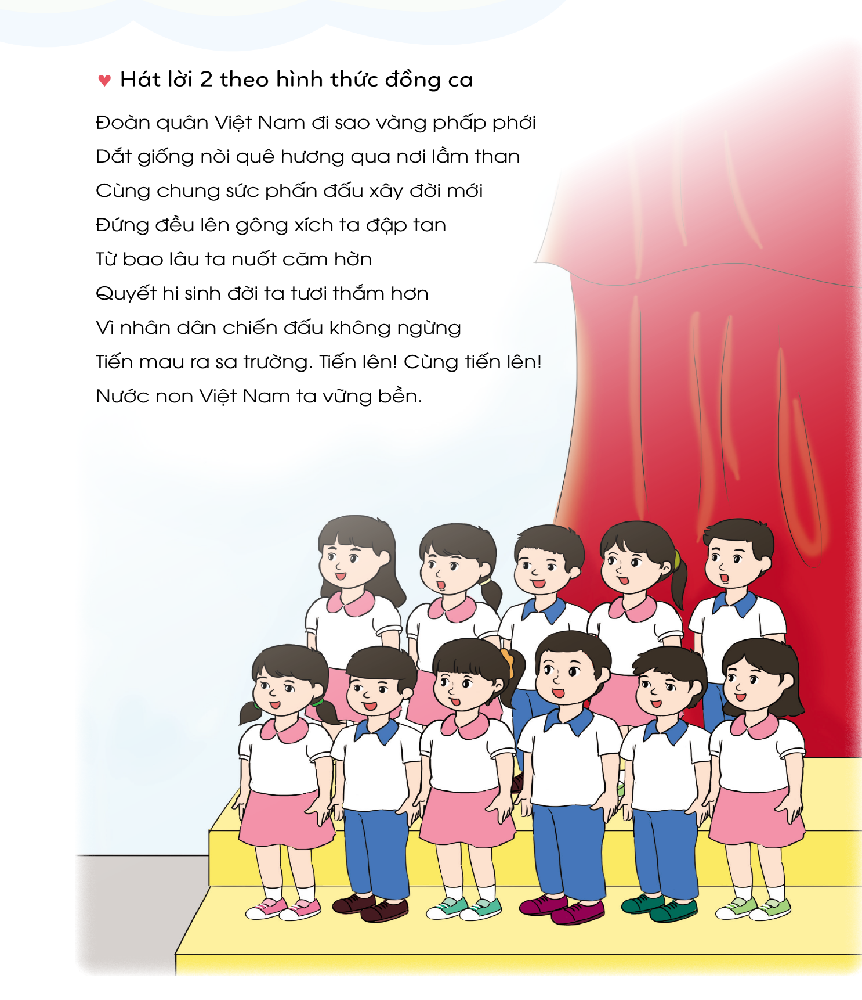 Hát lời 2 theo hình thức đồng ca
Đoàn quân Việt Nam đi sao vàng phấp phới
Dắt giống nòi quê hương qua nơi lầm than
Cùng chung sức phấn đấu xây đời mới
Đứng đều lên gông xích ta đập tan
Từ bao lâu ta nuốt căm hờn
Quyết hi sinh đời ta tươi thắm hơn
Vì nhân dân chiến đấu không ngừng
Tiến mau ra sa trường. Tiến lên! Cùng tiến lên!
Nước non Việt Nam ta vững bền.